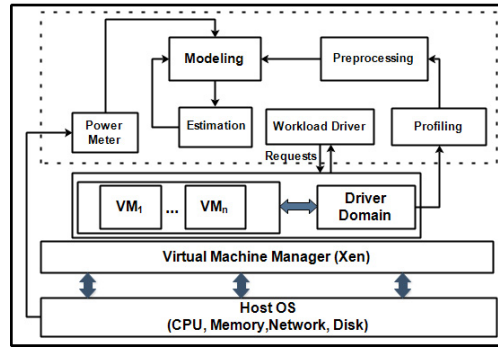 Modeling
Preprocessing
Power
Meter
Estimation
Workload Driver
Profiling
Requests
VM1 ... VMn
Driver
Domain
Virtual Machine Manager (Xen)
Host OS
(CPU, Memory,Network, Disk)